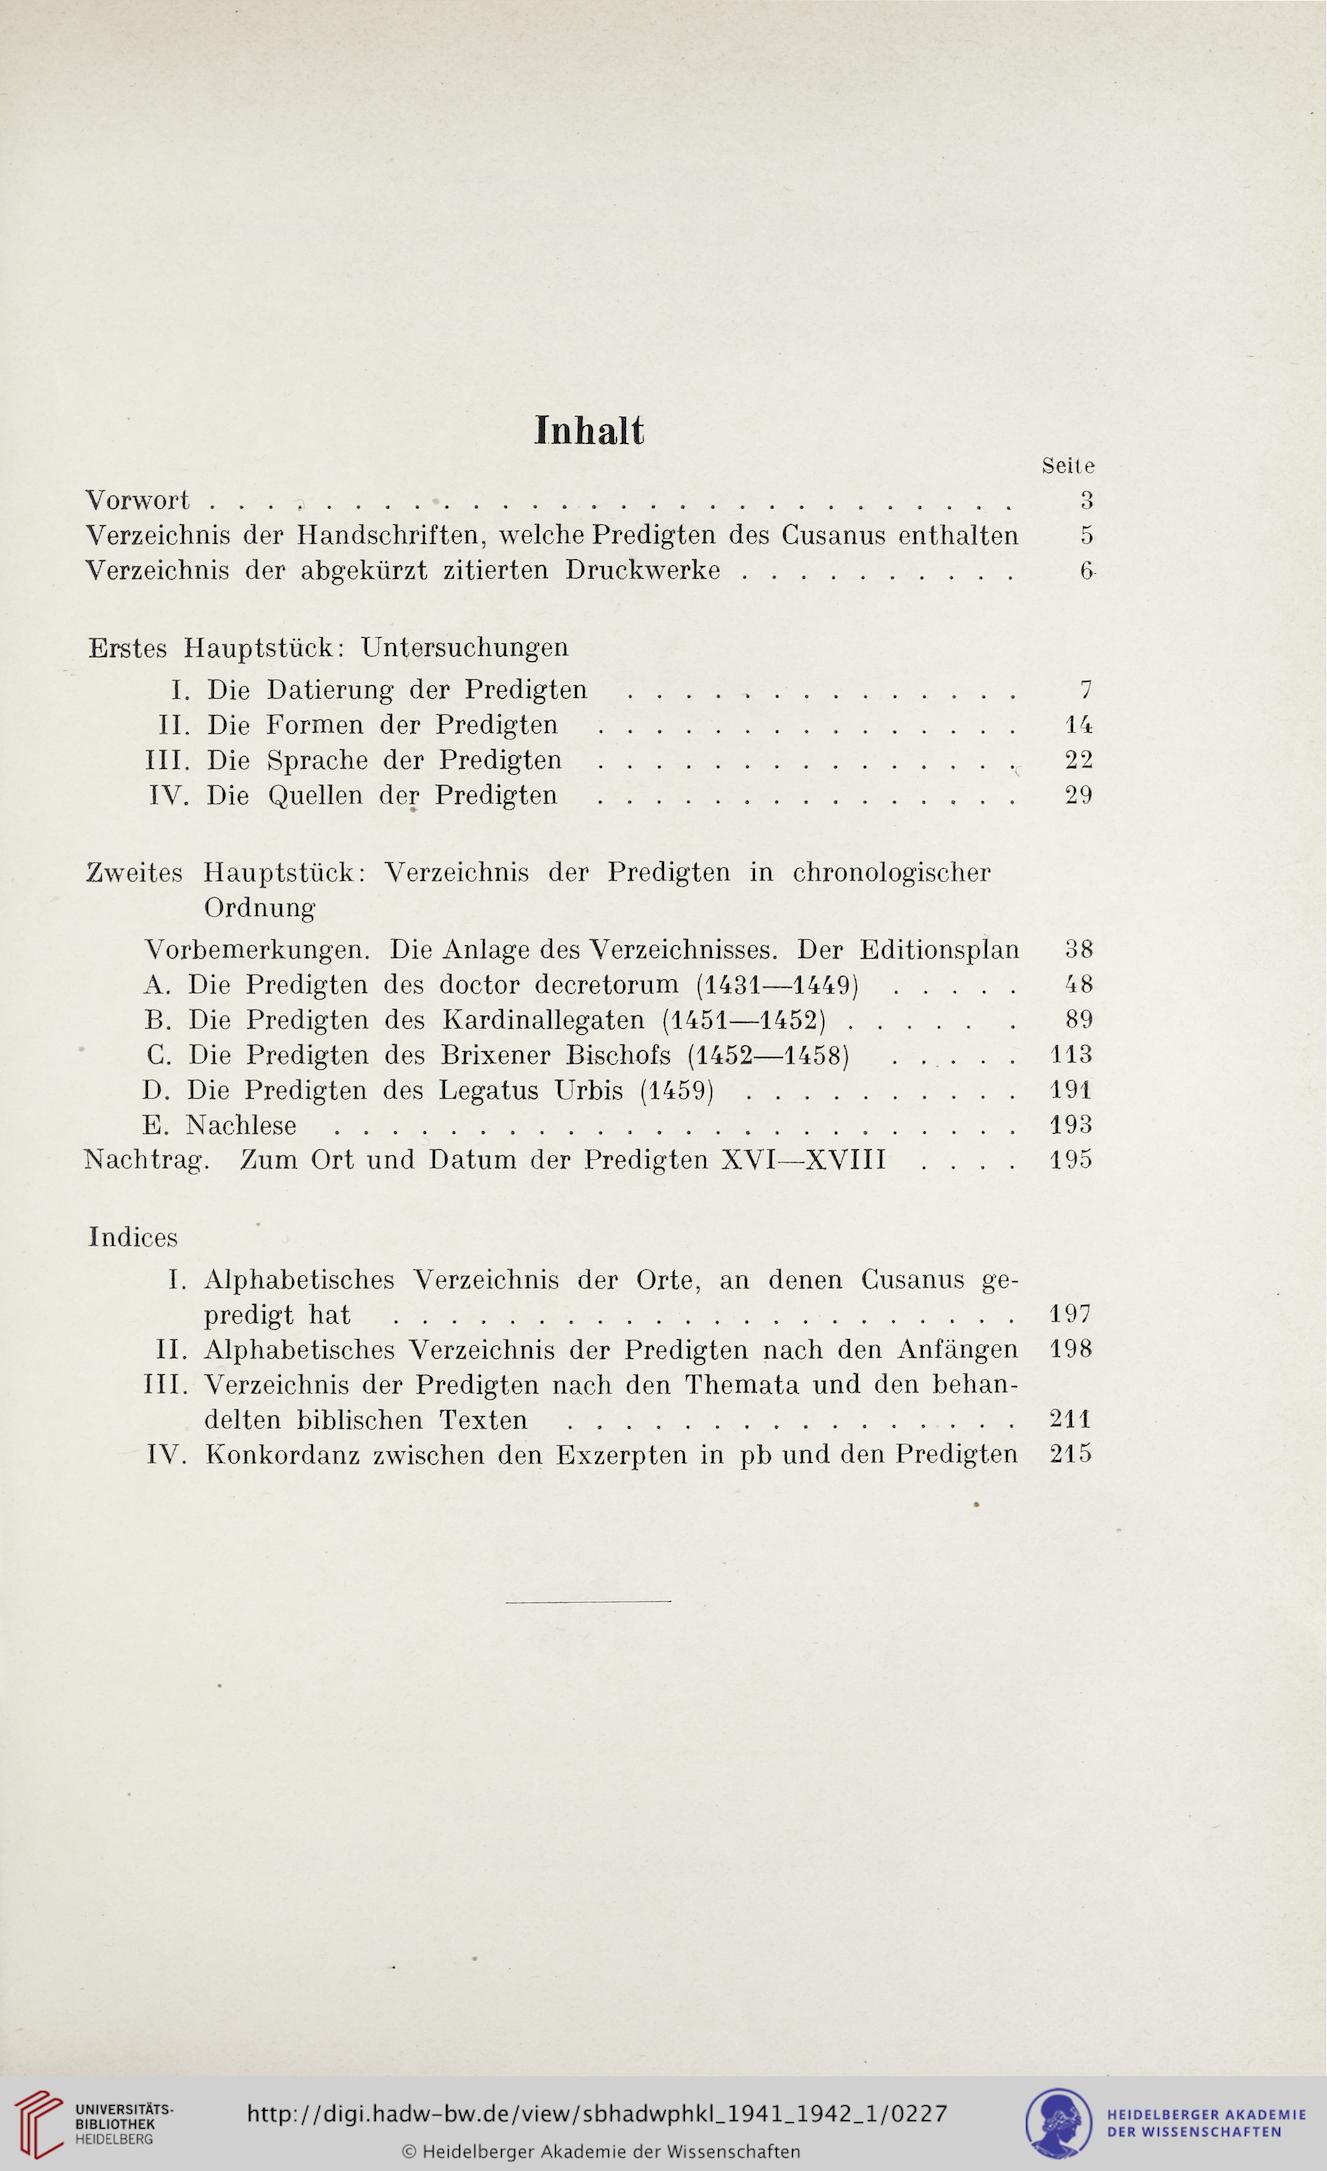 Inhalt
Seite
Vorwort . . . . . . . . . . . . . . . . . . . . . . . . . . . . 3
Verzeichnis der Handschriften, welche Predigten des Cusanus enthalten 5
Verzeichnis der abgekürzt zitierten Druckwerke . . . . . . . . . . 6
Erstes Hauptstück: Untersuchungen
I. Die Datierung der Predigten . . . . . . . . . . . . . . 7
II. Die Formen der Predigten . . . . . . . . . . . . . . . 14
III. Die Sprache der Predigten . . . . . . . . . . . . . . . 22
IV. Die Quellen der Predigten . . . . . . . . . . . . . . . 29
Zweites Hauptstück: Verzeichnis der Predigten in chronologischer
Ordnung
Vorbemerkungen. Die Anlage des Verzeichnisses. Der Editionsplan 38
A. Die Predigten des doctor decretorum (1431—1449) . . . . . 48
B. Die Predigten des Kardinallegaten (1451—1452) . . . . . . 89
C. Die Predigten des Brixener Bischofs (1452—1458) . . . . . 113
D. Die Predigten des Legatus Urbis (1459) . . . . . . . . . . 191
E. Nachlese . . . . . . . . . . . . . . . . . . . . . . . . 193
Nachtrag. Zum Ort und Datum der Predigten XVI—XVIII . . . . 195
Indices
I. Alphabetisches Verzeichnis der Orte, an denen Cusanus ge-
predigt hat . . . . . . . . . . . . . . . . . . . . . . 197
II. Alphabetisches Verzeichnis der Predigten nach den Anfängen 198
III. Verzeichnis der Predigten nach den Themata und den behan-
delten biblischen Texten . . . . . . . . . . . . . . . . 211
IV. Konkordanz zwischen den Exzerpten in pb und den Predigten 215
UNIVERSITÄTS-
BIBLIOTHEK
HEIDELBERG
http://digi.hadw-bw.de/view/sbhadwphkl_1941_1942_1/0227
© Heidelberger Akademie der Wissenschaften
HEIDELBERGER AKADEMIE
DER WISSENSCHAFTEN